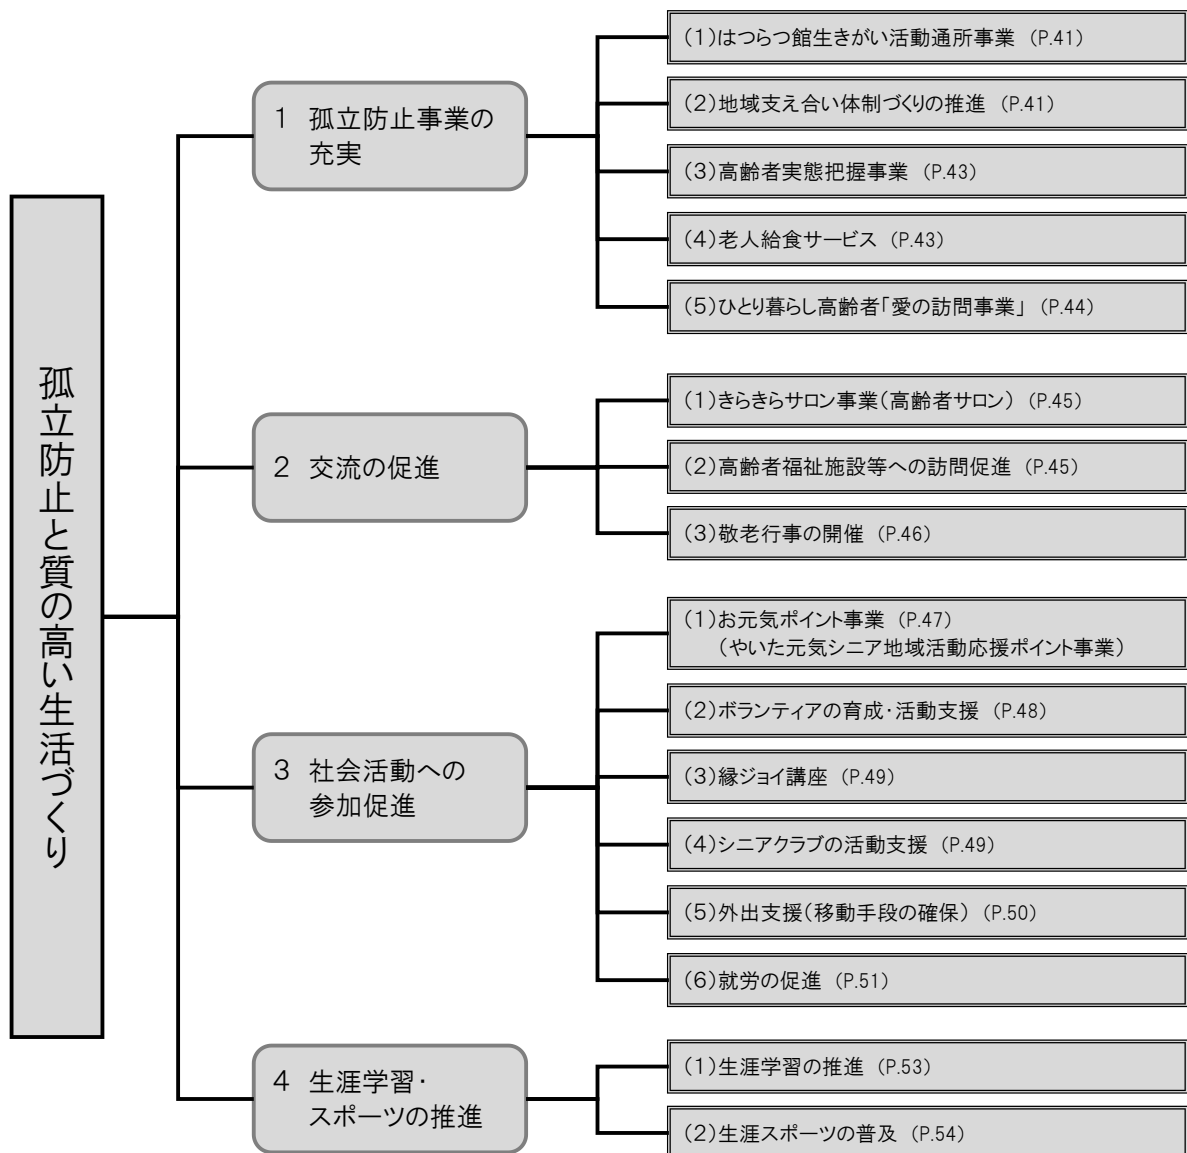 孤立防止と質の高い生活づくり
1 孤立防止事業の
充実
(1)はつらつ館生きがい活動通所事業 (P.41)
(2)地域支え合い体制づくりの推進 (P.41)
(3)高齢者実態把握事業 (P.43)
(4)老人給食サービス (P.43)
(5)ひとり暮らし高齢者「愛の訪問事業」 (P.44)
2 交流の促進
(1)きらきらサロン事業(高齢者サロン) (P.45)
(2)高齢者福祉施設等への訪問促進 (P.45)
(3)敬老行事の開催 (P.46)
3 社会活動への
参加促進
(1)お元気ポイント事業 (P.47)
(やいた元気シニア地域活動応援ポイント事業)
(2)ボランティアの育成・活動支援 (P.48)
(3)縁ジョイ講座 (P.49)
(4)シニアクラブの活動支援 (P.49)
(5)外出支援(移動手段の確保) (P.50)
(6)就労の促進 (P.51)
4 生涯学習・
スポーツの推進
(1)生涯学習の推進 (P.53)
(2)生涯スポーツの普及 (P.54)